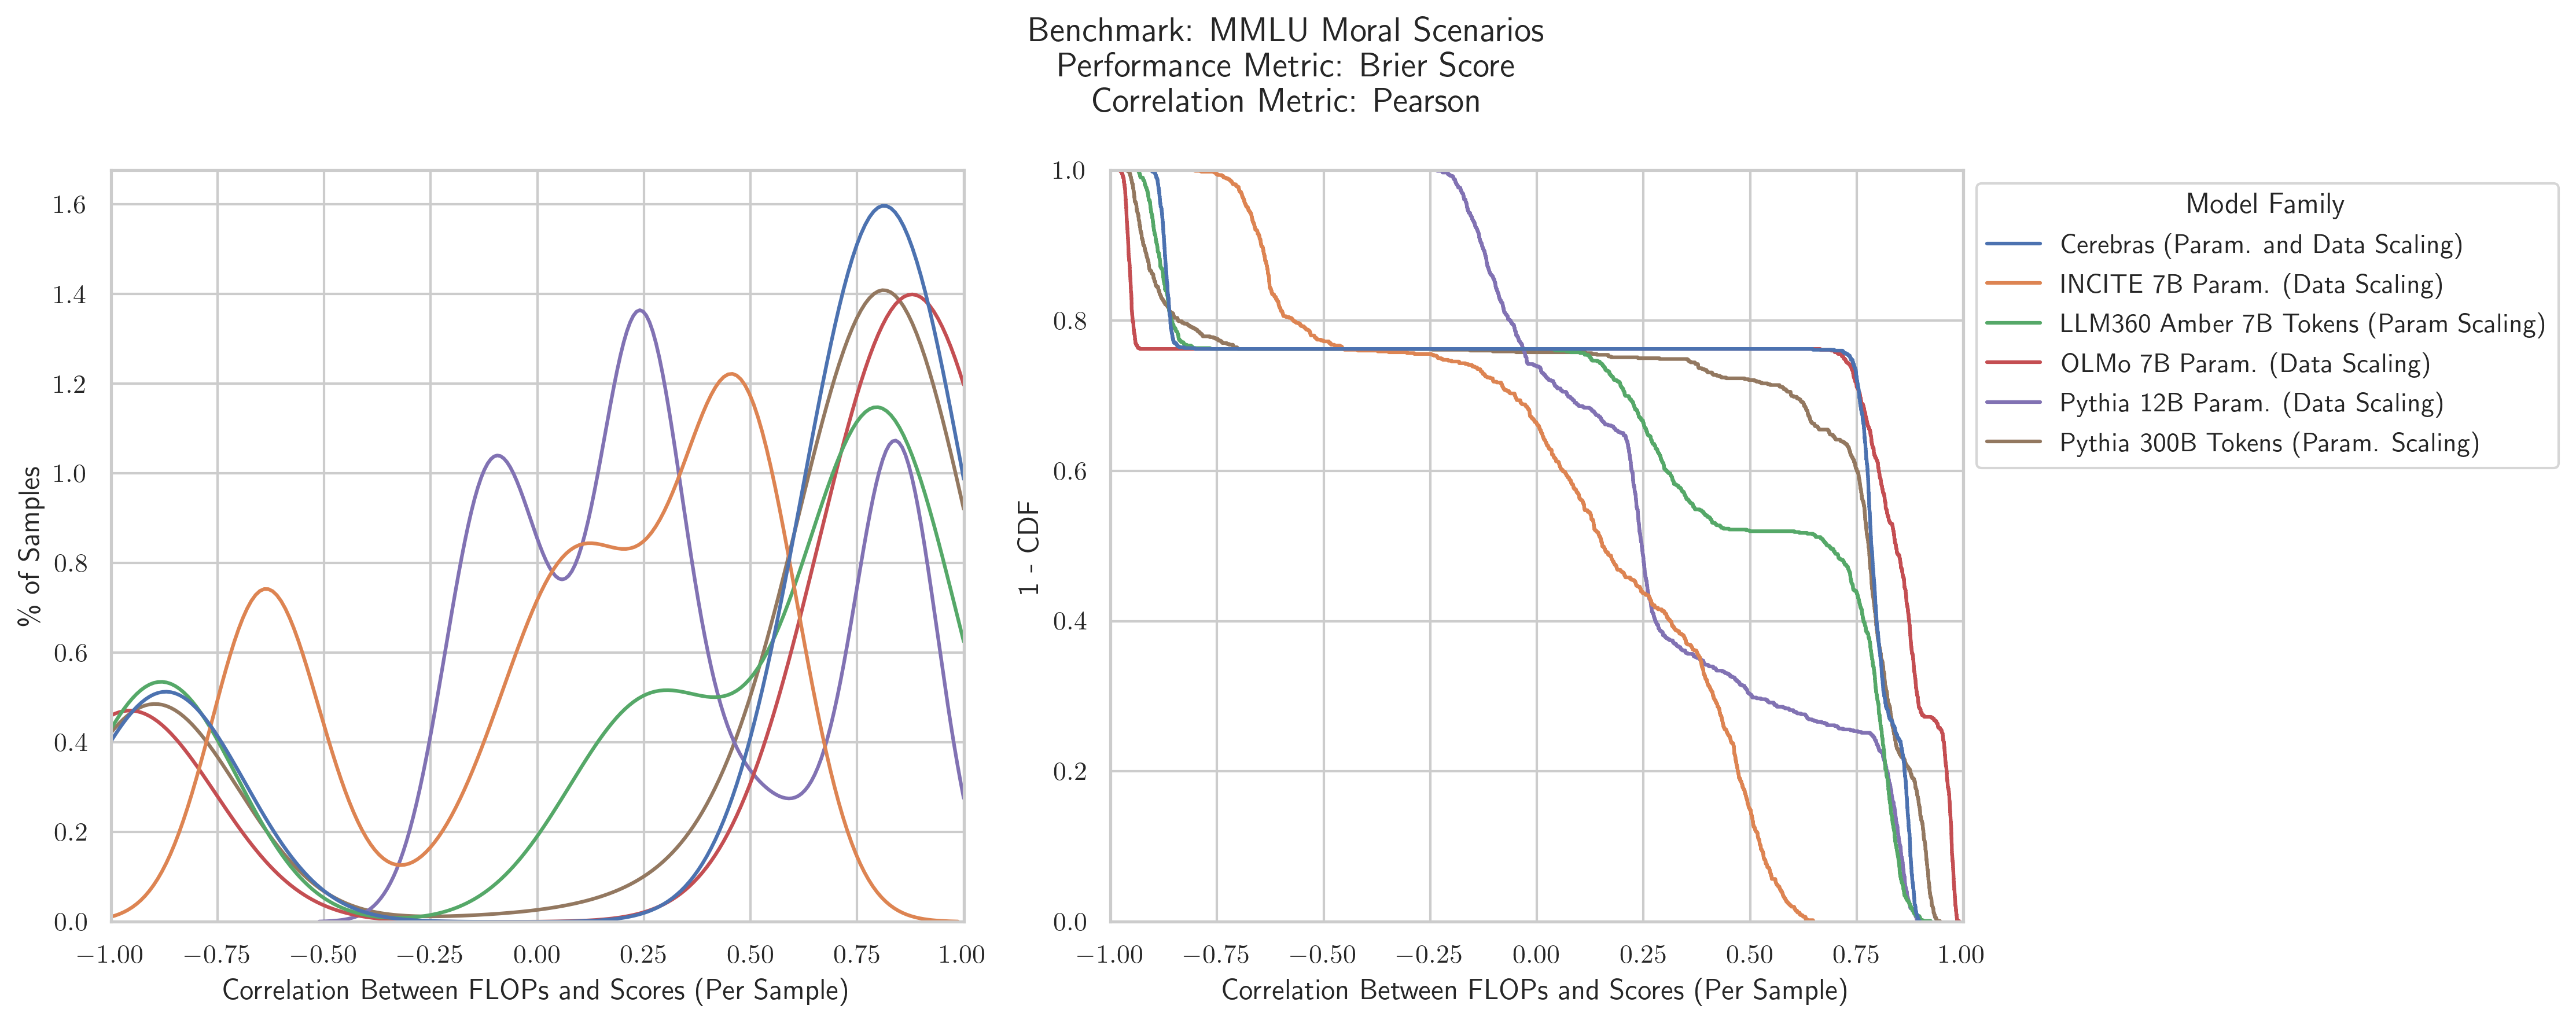 Benchmark: MMLU Moral Scenarios
Performance Metric: Brier Score
Correlation Metric: Pearson
% of Samples
1.6
1.4
1.2
1.0
0.8
0.6
0.4
0.2
0.0
−1.00 −0.75 −0.50 −0.25 0.00 0.25 0.50 0.75 1.00
Correlation Between FLOPs and Scores (Per Sample)
1 - CDF
1.0
0.8
0.6
0.4
0.2
0.0
−1.00 −0.75 −0.50 −0.25 0.00 0.25 0.50 0.75 1.00
Correlation Between FLOPs and Scores (Per Sample)
Model Family
Cerebras (Param. and Data Scaling)
INCITE 7B Param. (Data Scaling)
LLM360 Amber 7B Tokens (Param Scaling)
OLMo 7B Param. (Data Scaling)
Pythia 12B Param. (Data Scaling)
Pythia 300B Tokens (Param. Scaling)